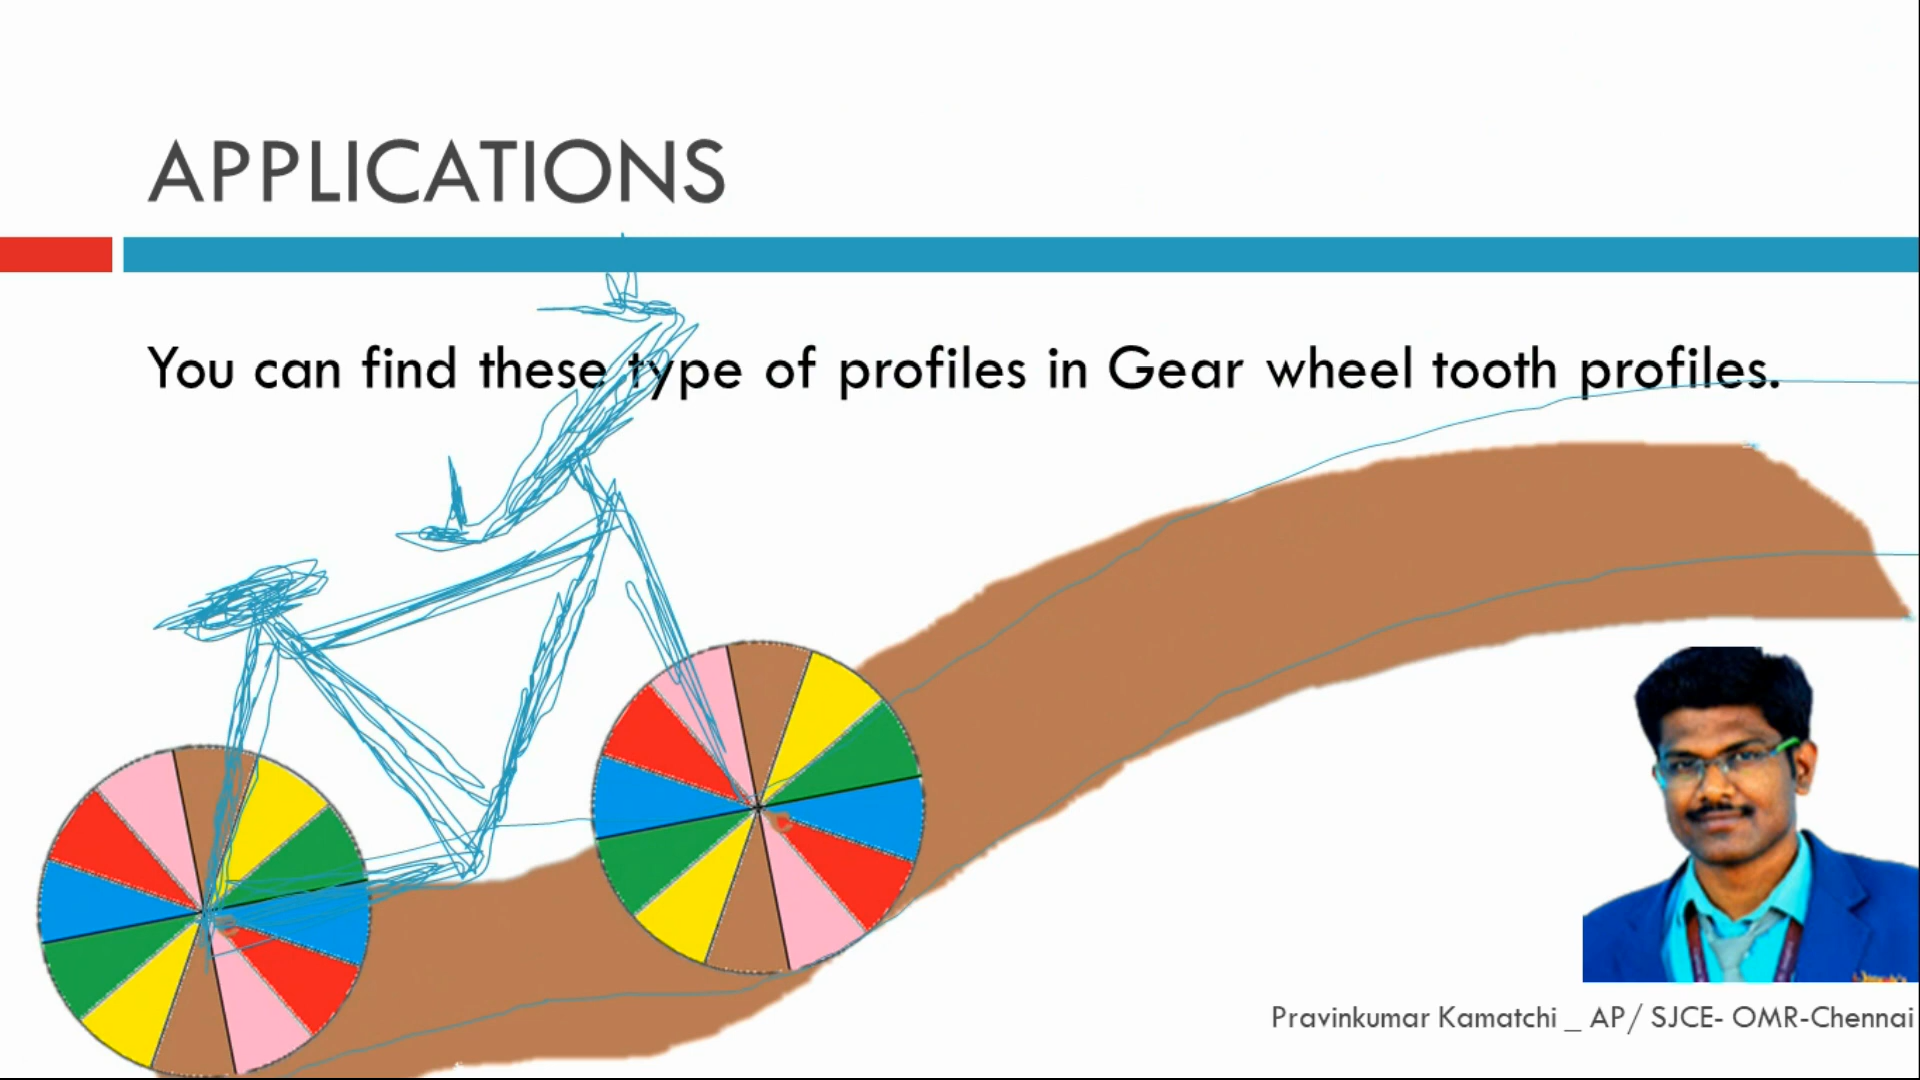 APPLICATIONS
You can find these type of profiles in Gear wheel tooth profiles.
Pravinkumar Kamatchi _ AP/ SJCE- OMR-Chennai